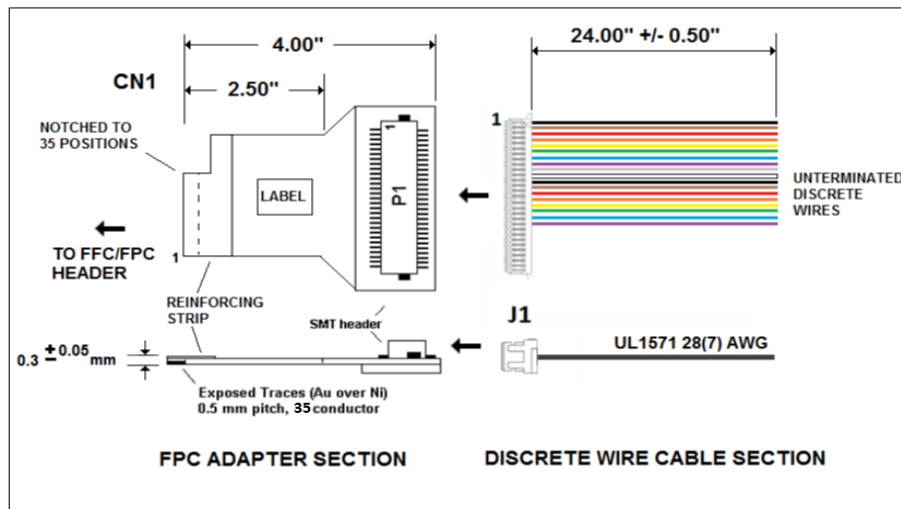 4.00"
24.00" +/- 0.50"
CN1
2.50"
NOTCHED TO
35 POSITIONS
1
1
LABEL
P1
UNTERMINATED
DISCRETE
WIRES
TO FFC/FPC
HEADER
1
REINFORCING
STRIP
SMT header
J1
0.3 ± 0.05 mm
UL1571 28(7) AWG
Exposed Traces (Au over Ni)
0.5 mm pitch, 35 conductor
FPC ADAPTER SECTION
DISCRETE WIRE CABLE SECTION